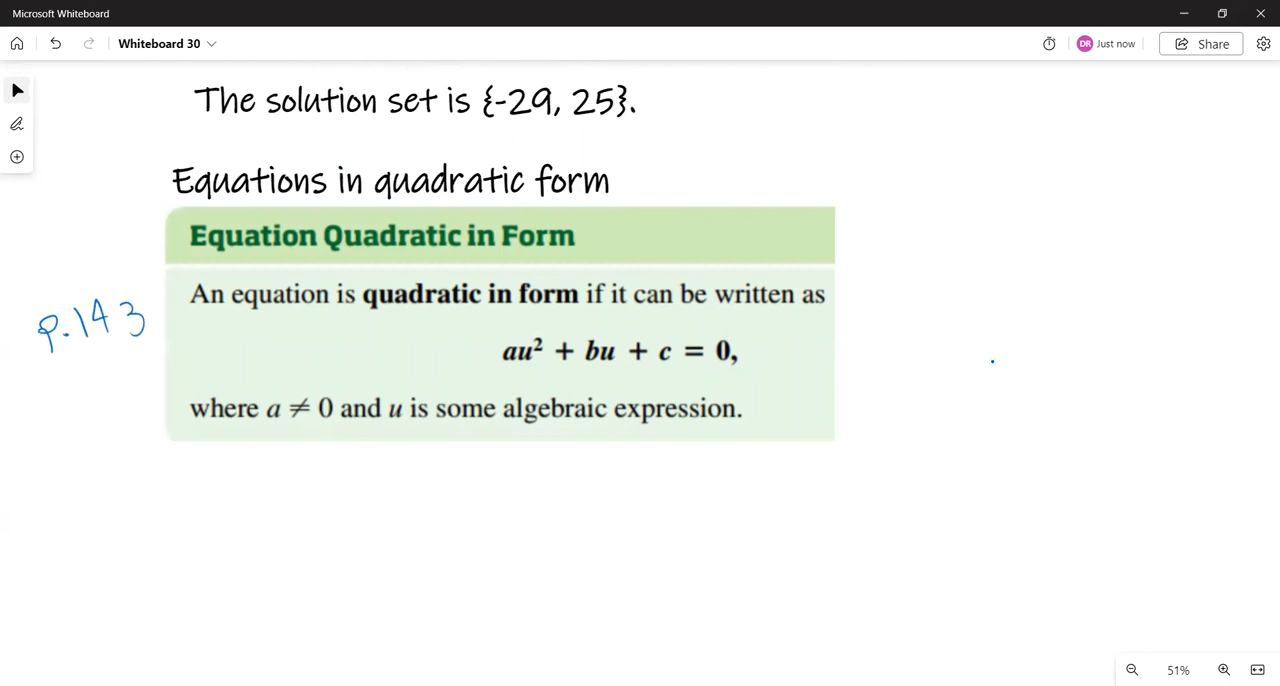 Microsoft Whiteboard
Whiteboard 30
DR Just now
Share
The solution set is {-29, 25}.
Equations in quadratic form
Equation Quadratic in Form
An equation is quadratic in form if it can be written as
p.143
au² + bu + c = 0,
where a ≠ 0 and u is some algebraic expression.
51%